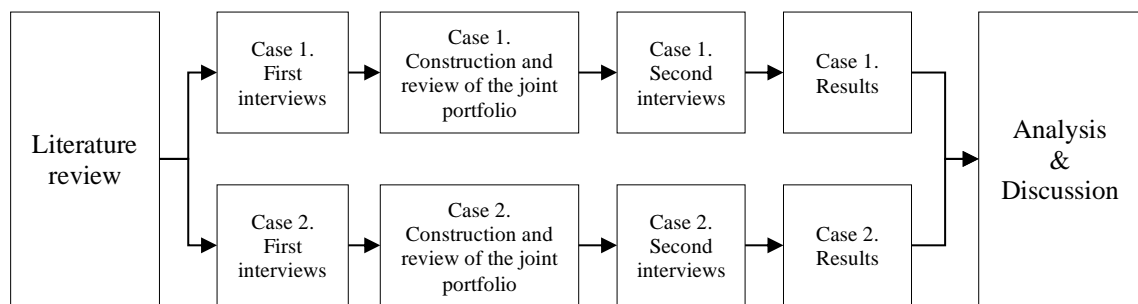 Literature
review
Case 1.
First
interviews
Case 1.
Construction and
review of the joint
portfolio
Case 1.
Second
interviews
Case 1.
Results
Case 2.
First
interviews
Case 2.
Construction and
review of the joint
portfolio
Case 2.
Second
interviews
Case 2.
Results
Analysis
&
Discussion